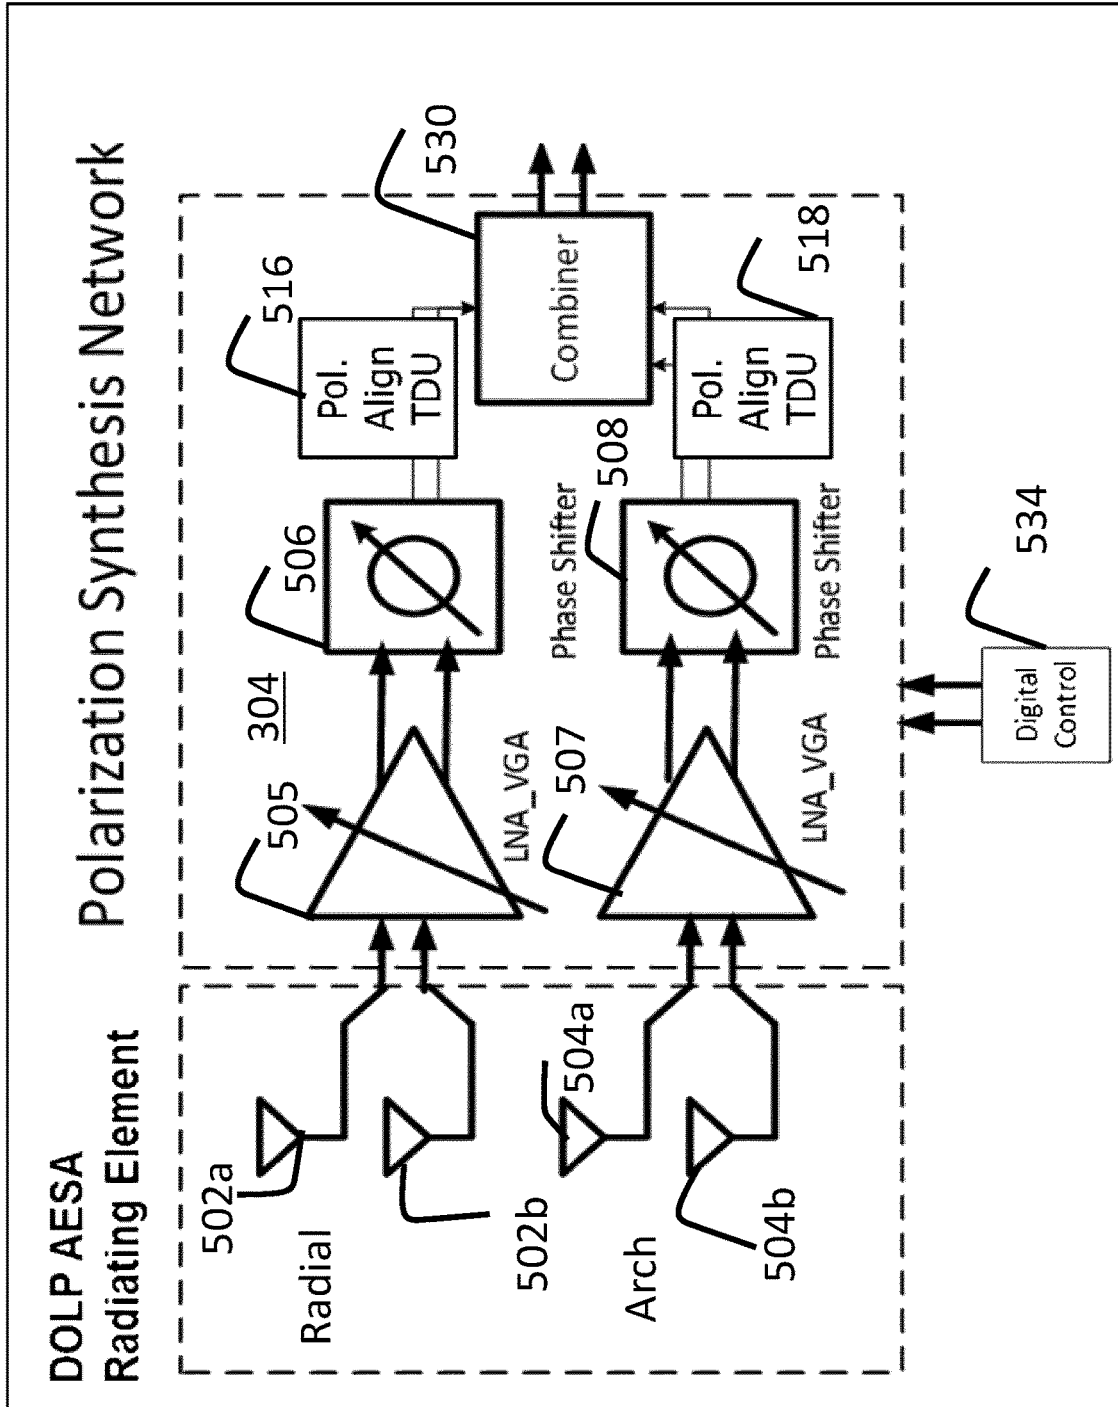 DOLP AESA
Radiating Element
Polarization Synthesis Network
502a
Radial
502b
504a
Arch
504b
505
304
LNA_VGA
506
Phase Shifter
516
Pol.
Align
TDU
530
Combiner
507
LNA_VGA
508
Phase Shifter
Pol.
Align
TDU
518
Digital
Control
534